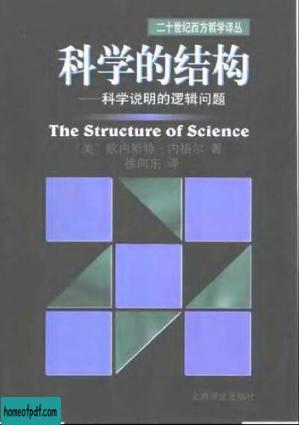 二十世纪西方哲学译丛
科学的结构
——科学说明的逻辑问题
The Structure of Science
〔美〕欧内斯特·内格尔 著
徐向东 译
上海译文出版社
homeofpdf.com
homeofpdf.com